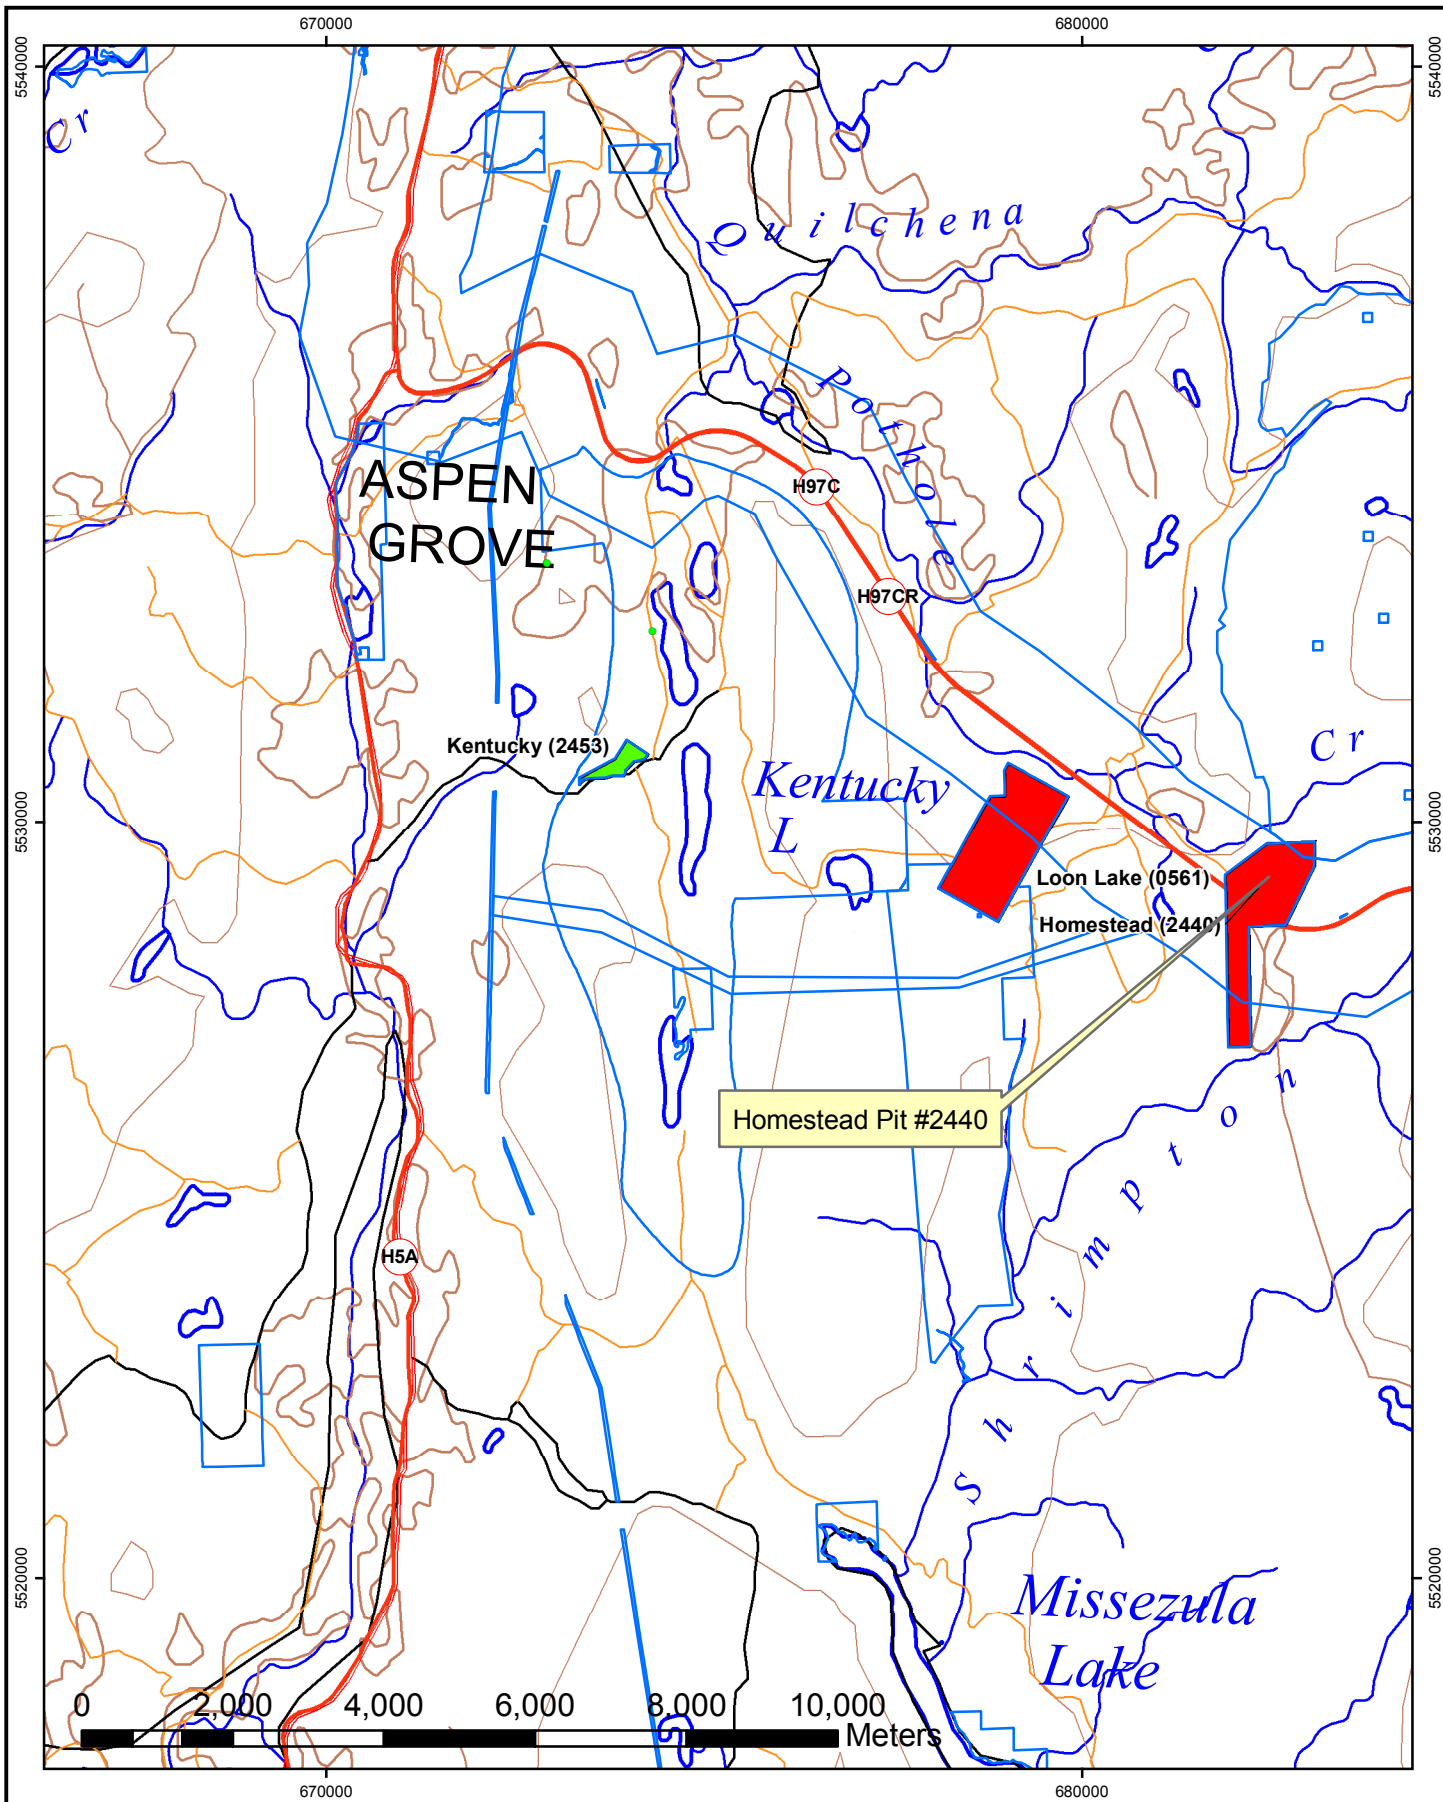 670000
680000
5540000
5540000
Cr
Quilchena
Pothole
ASPEN
GROVE
H97C
H97CR
Kentucky (2453)
Kentucky
L
Cr
5530000
5530000
Loon Lake (0561)
Homestead (2440)
Homestead Pit #2440
Shrimpton
H5A
5520000
5520000
Missezula
Lake
0 2,000 4,000 6,000 8,000 10,000
Meters
670000
680000